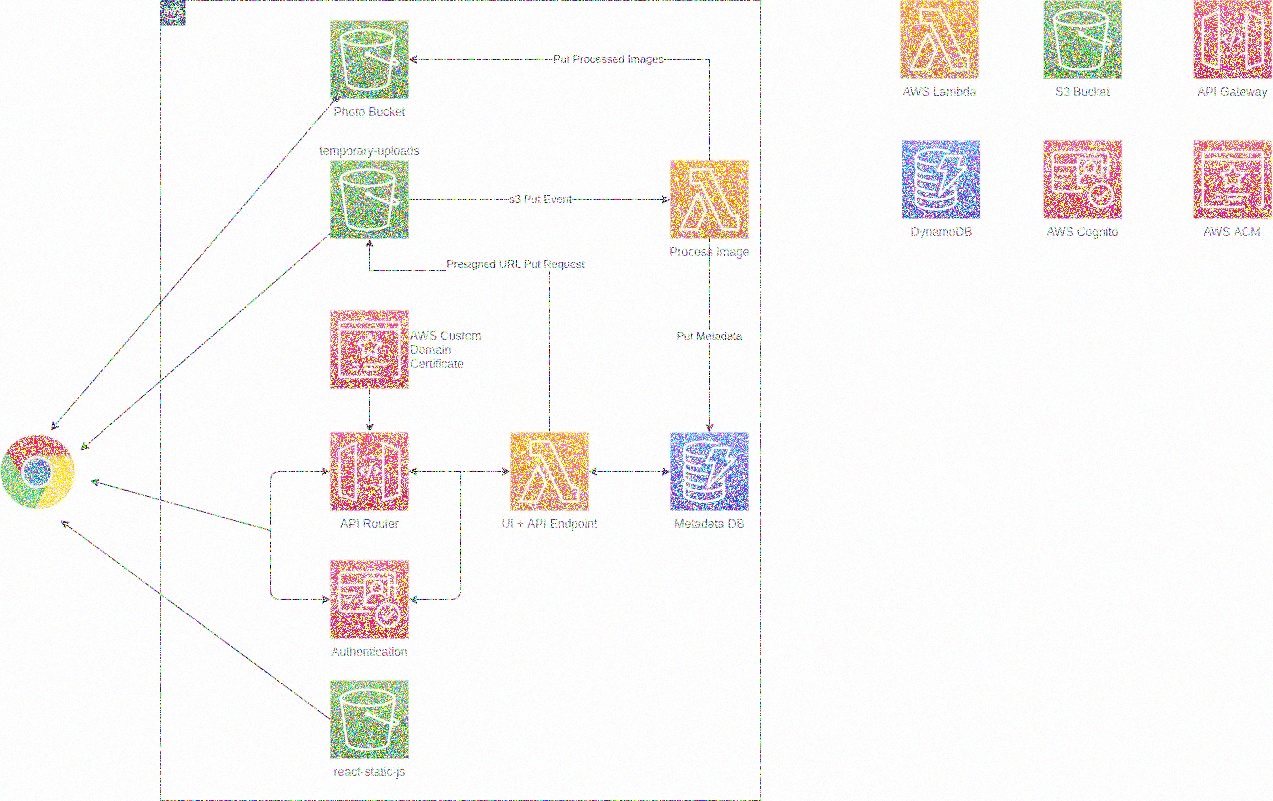 Put Processed Images
Photo Bucket
temporary-uploads
s3 Put Event
Process Image
Presigned URL Put Request
AWS Custom
Domain
Certificate
Put Metadata
API Router
UI + API Endpoint
Metadata DB
Authentication
react-static-js
AWS Lambda
S3 Bucket
API Gateway
DynamoDB
AWS Cognito
AWS ACM